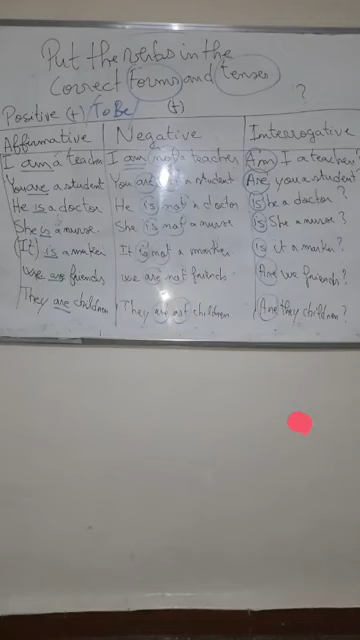 Put the verbs in the
Correct forms and tenses
?
Positive (+) To Be (t)
Affirmative Negative Interrogative
I am a teacher I am not a teacher Am I a teacher?
You are a student You are not a student Are you a student?
He is a doctor He is not a doctor Is he a doctor?
She is a nurse. She is not a nurse Is She a nurse?
(It) is a marker It is not a marker. Is it a marker?
we are friends we are not friends. Are we friends?
They are children They are not children Are they children?